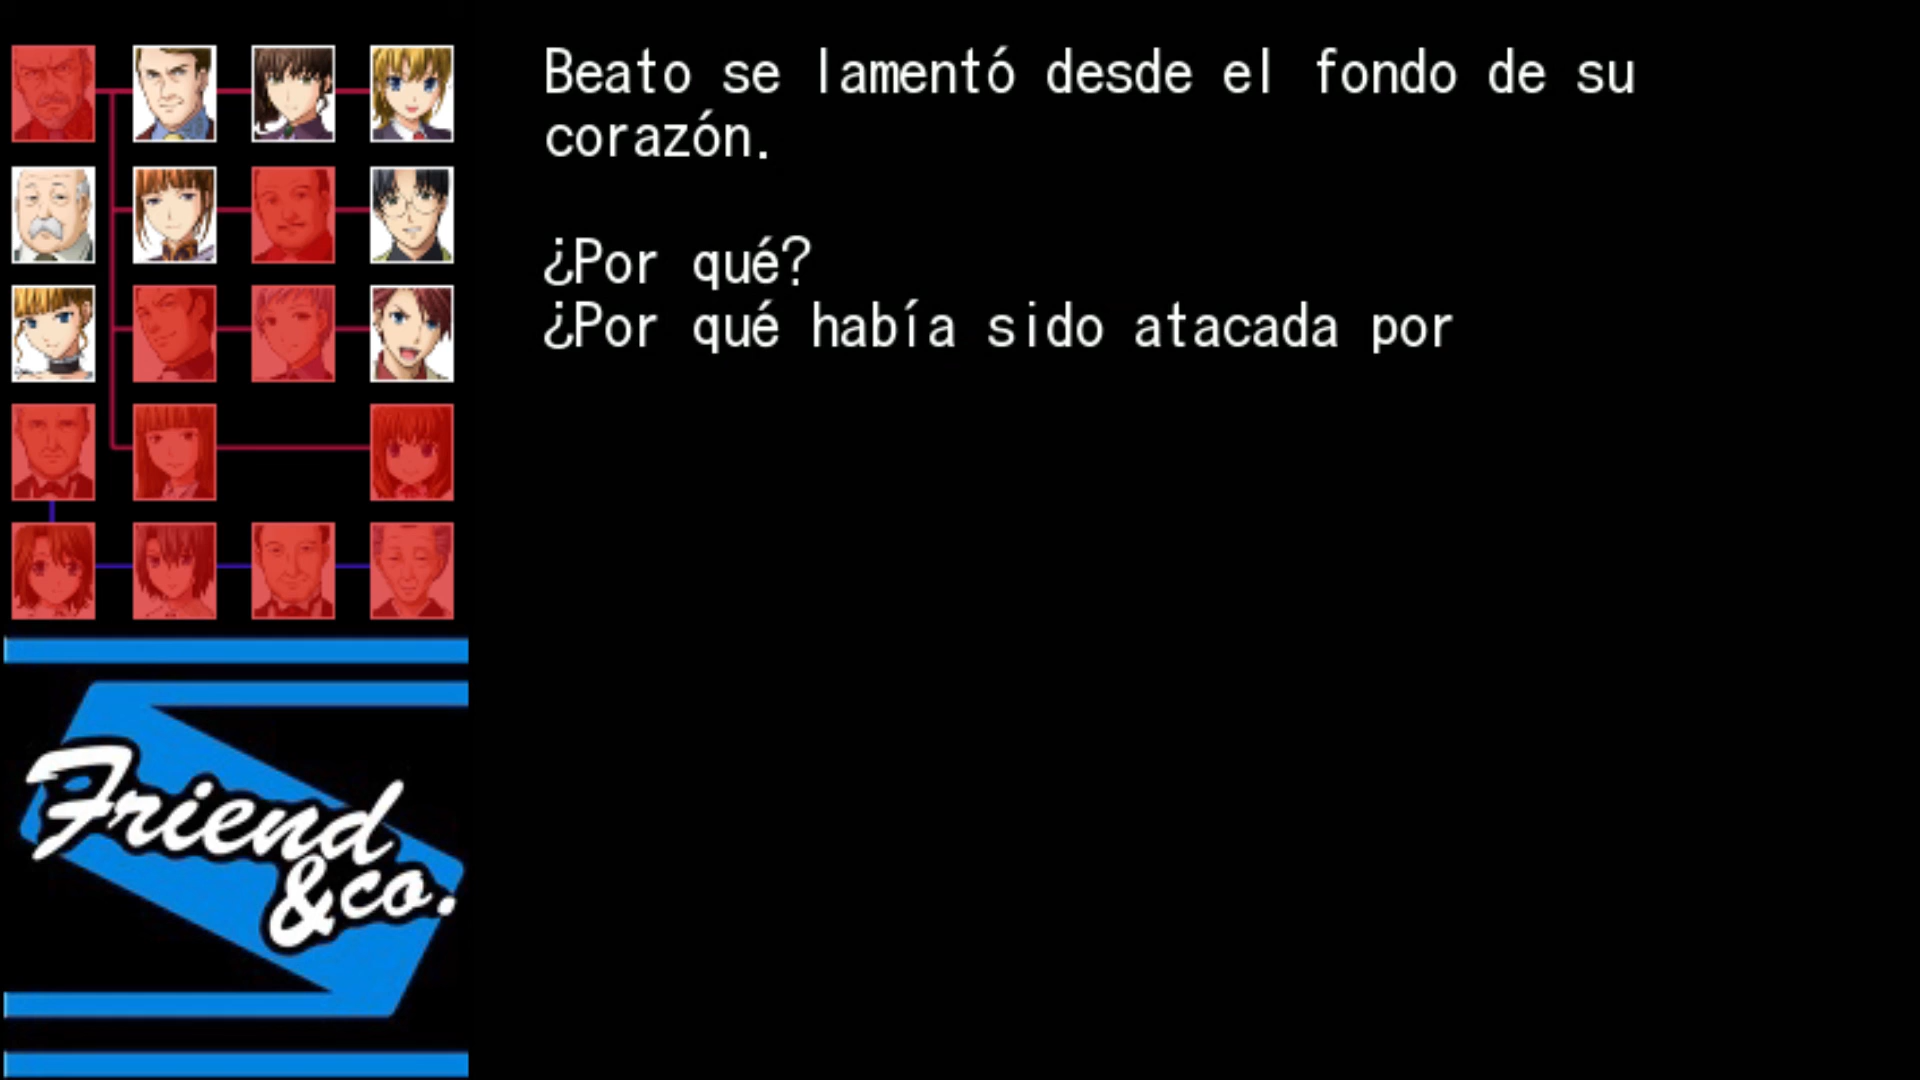 Beato se lamentó desde el fondo de su
corazón.
¿Por qué?
¿Por qué había sido atacada por
Friend
&co.